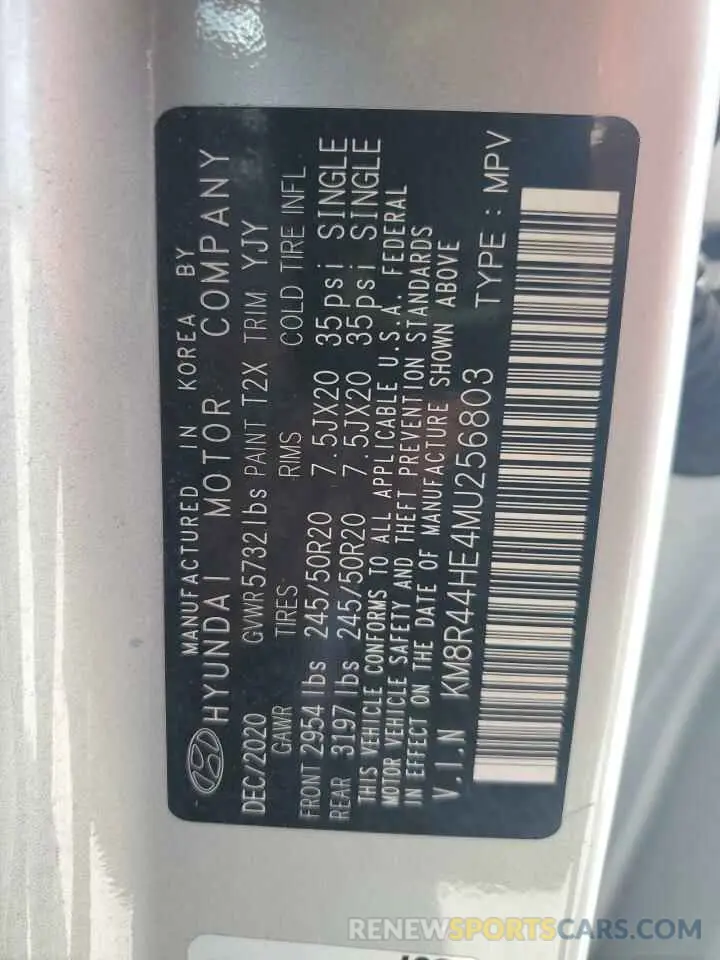 MANUFACTURED IN KOREA BY
HYUNDAI MOTOR COMPANY
DEC/2020 GVWR5732lbs PAINT T2X TRIM YJY
GAWR TIRES RIMS COLD TIRE INFL
FRONT 2954 lbs 245/50R20 7.5JX20 35psi SINGLE
REAR 3197 lbs 245/50R20 7.5JX20 35psi SINGLE
THIS VEHICLE CONFORMS TO ALL APPLICABLE U.S.A. FEDERAL
MOTOR VEHICLE SAFETY AND THEFT PREVENTION STANDARDS
IN EFFECT ON THE DATE OF MANUFACTURE SHOWN ABOVE
V.I.N KM8R44HE4MU256803 TYPE : MPV
RENEWSPORTSCARS.COM